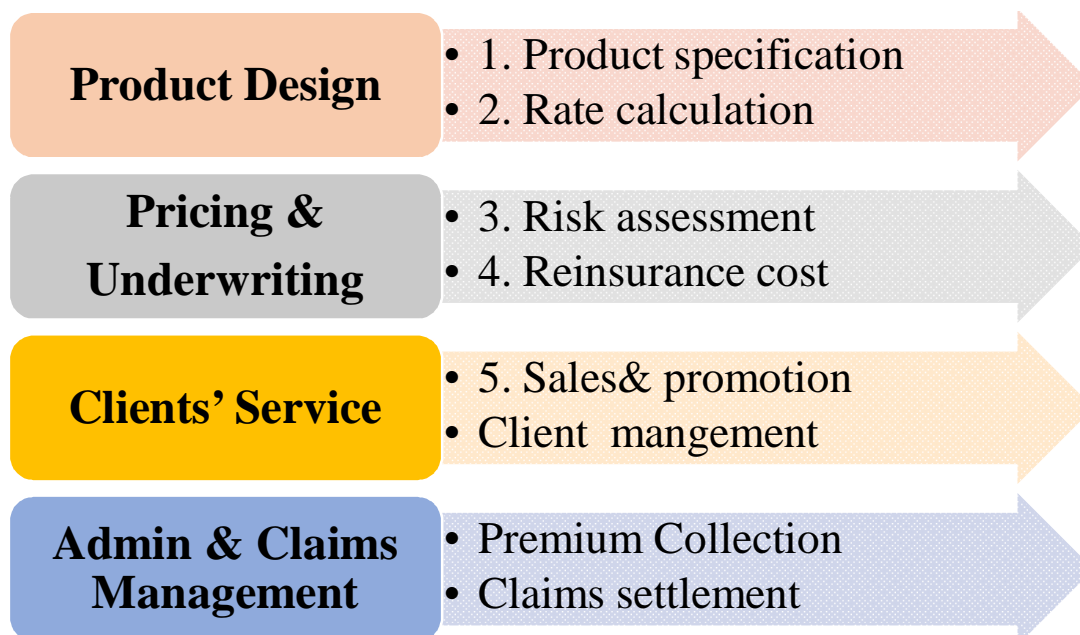 Product Design
• 1. Product specification
• 2. Rate calculation
Pricing &
Underwriting
• 3. Risk assessment
• 4. Reinsurance cost
Clients’ Service
• 5. Sales& promotion
• Client mangement
Admin & Claims
Management
• Premium Collection
• Claims settlement